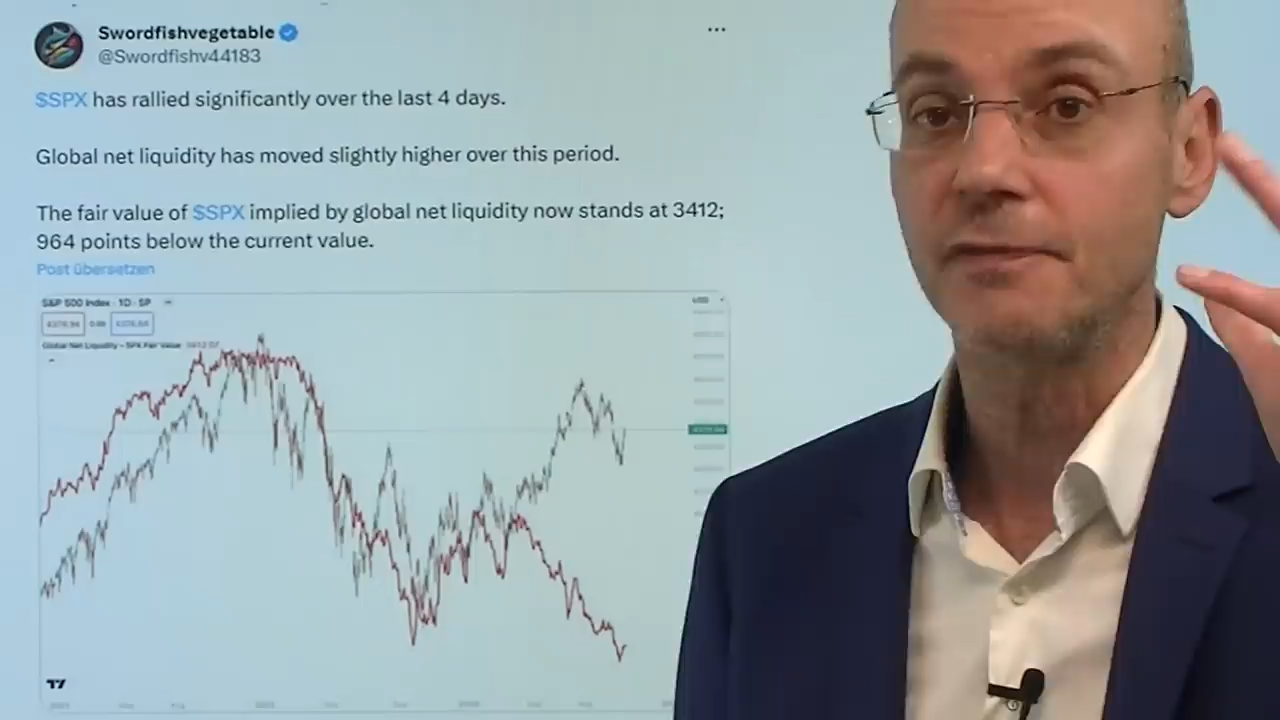 Swordfishvegetable
@Swordfishv44183
$SPX has rallied significantly over the last 4 days.
Global net liquidity has moved slightly higher over this period.
The fair value of $SPX implied by global net liquidity now stands at 3412;
964 points below the current value.
Post übersetzen
S&P 500 Index · 1D · SP
Global Net Liquidity – SPX Fair Value